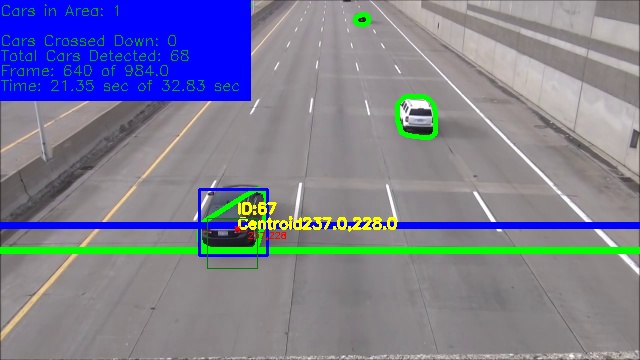 Cars in Area: 1
Cars Crossed Down: 0
Total Cars Detected: 68
Frame: 640 of 984.0
Time: 21.35 sec of 32.83 sec
ID:67
Centroid237.0,228.0